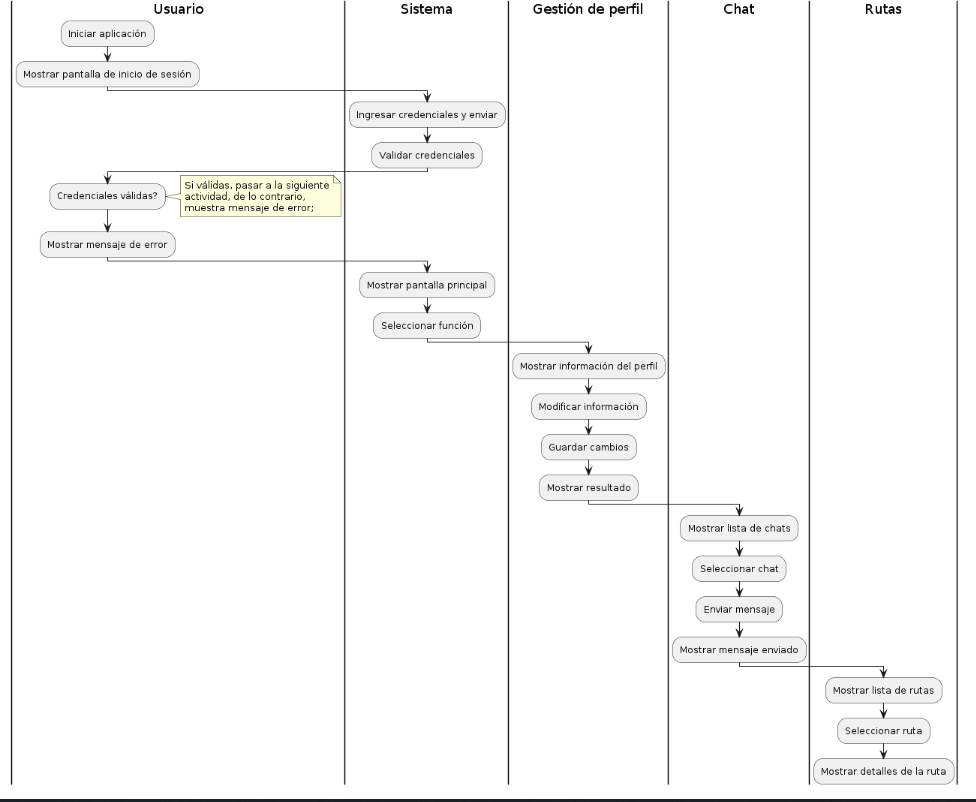 Usuario
Sistema
Gestión de perfil
Chat
Rutas
Iniciar aplicación
Mostrar pantalla de inicio de sesión
Ingresar credenciales y enviar
Validar credenciales
Credenciales válidas?
Si válidas, pasar a la siguiente
actividad, de lo contrario,
muestra mensaje de error;
Mostrar mensaje de error
Mostrar pantalla principal
Seleccionar función
Mostrar información del perfil
Modificar información
Guardar cambios
Mostrar resultado
Mostrar lista de chats
Seleccionar chat
Enviar mensaje
Mostrar mensaje enviado
Mostrar lista de rutas
Seleccionar ruta
Mostrar detalles de la ruta